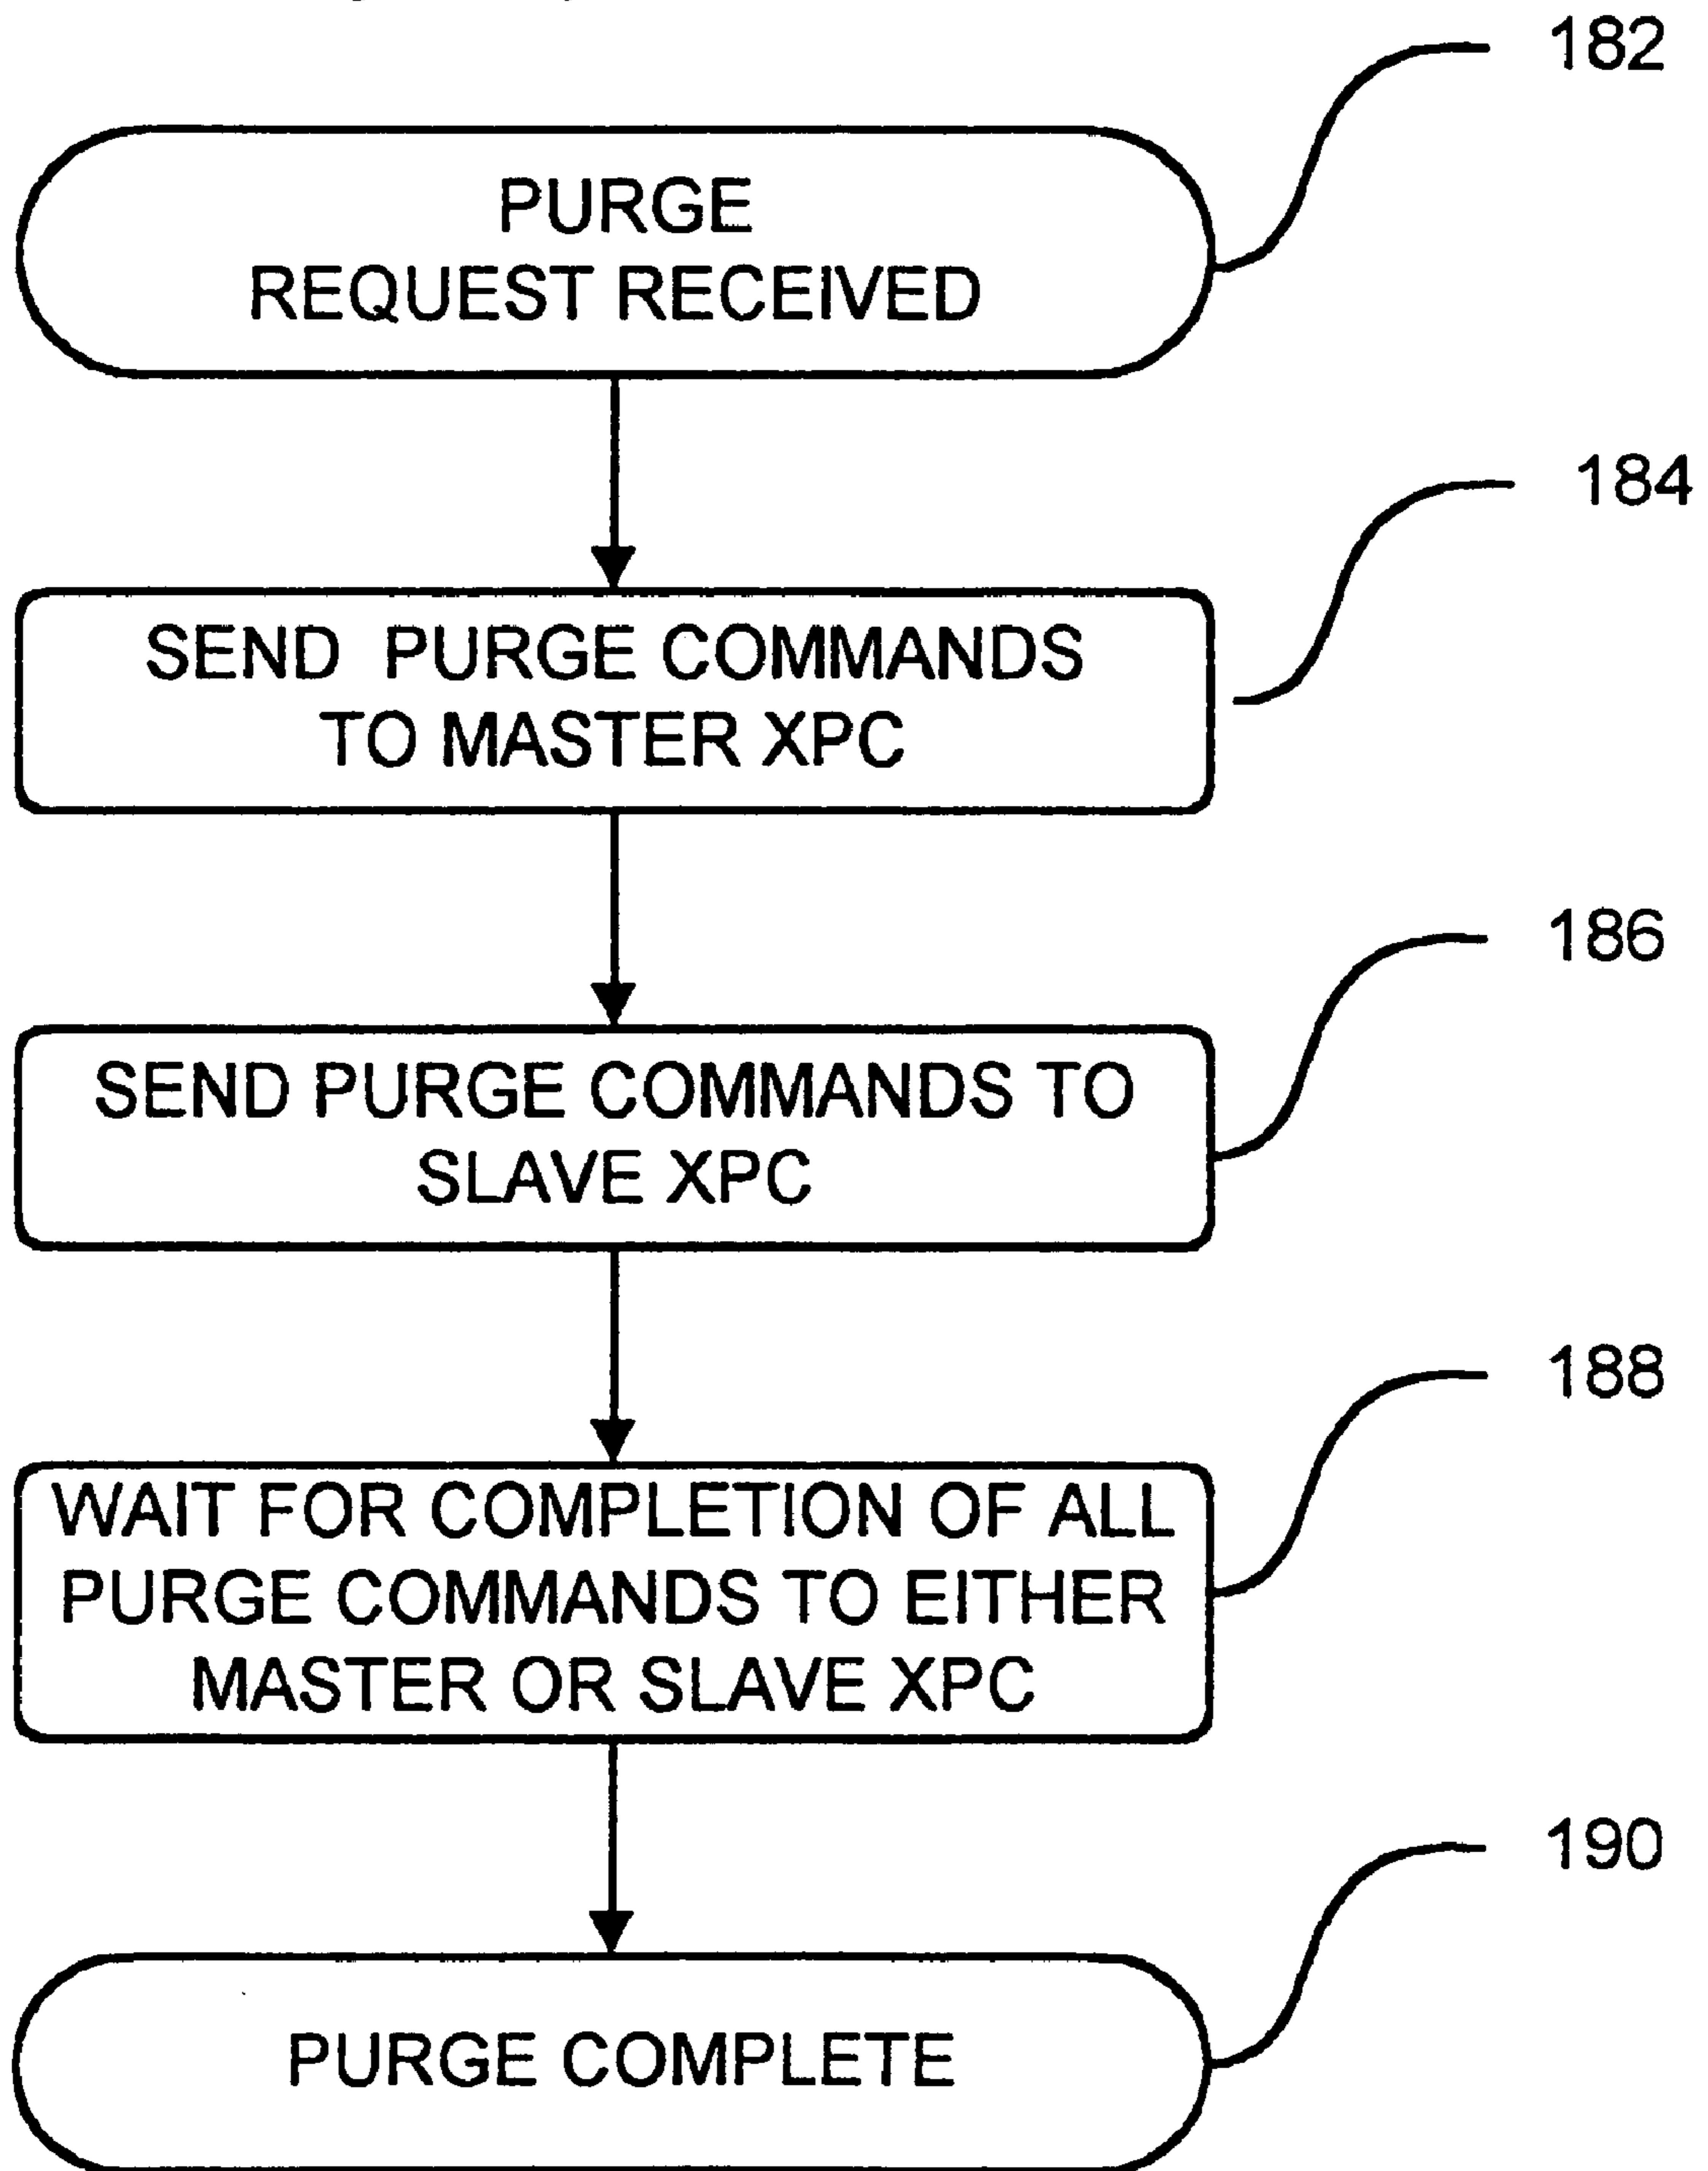 182
PURGE
REQUEST RECEIVED
184
SEND PURGE COMMANDS
TO MASTER XPC
186
SEND PURGE COMMANDS TO
SLAVE XPC
188
WAIT FOR COMPLETION OF ALL
PURGE COMMANDS TO EITHER
MASTER OR SLAVE XPC
190
PURGE COMPLETE